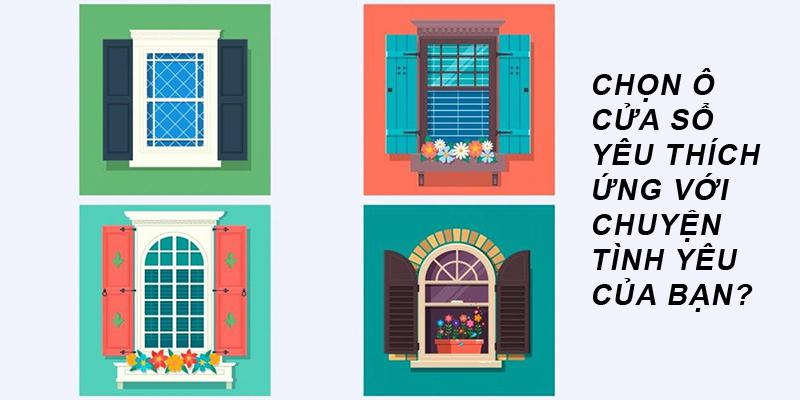 CHỌN Ô
CỬA SỔ
YÊU THÍCH
ỨNG VỚI
CHUYỆN
TÌNH YÊU
CỦA BẠN?